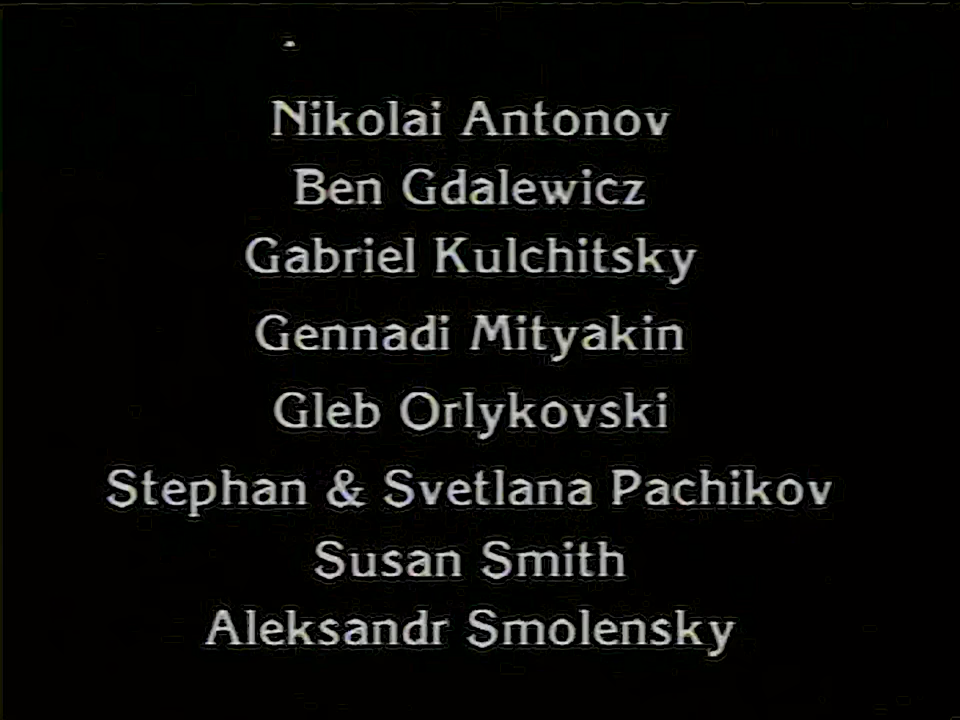 Nikolai Antonov
Ben Gdalewicz
Gabriel Kulchitsky
Gennadi Mityakin
Gleb Orlykovski
Stephan & Svetlana Pachikov
Susan Smith
Aleksandr Smolensky